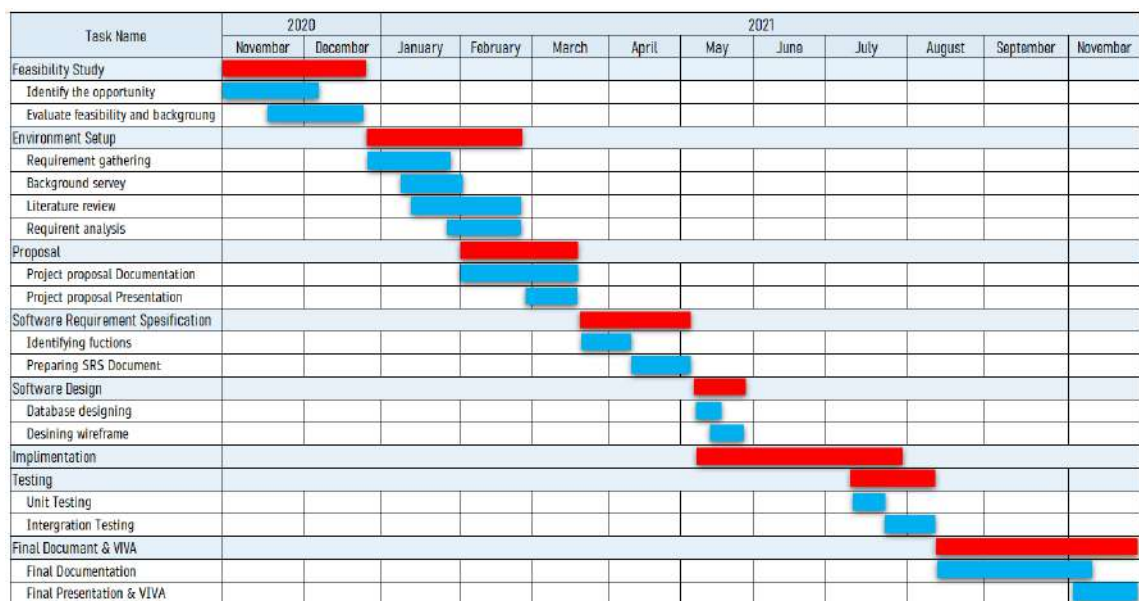 Task Name 2020 2021
November December January February March April May June July August September November
Feasibility Study
Identify the opportunity
Evaluate feasibility and backgroung
Environment Setup
Requirement gathering
Background servey
Literature review
Requirent analysis
Proposal
Project proposal Documentation
Project proposal Presentation
Software Requirement Spesification
Identifying fuctions
Preparing SRS Document
Software Design
Database designing
Desining wireframe
Implimentation
Testing
Unit Testing
Intergration Testing
Final Documant & VIVA
Final Documentation
Final Presentation & VIVA